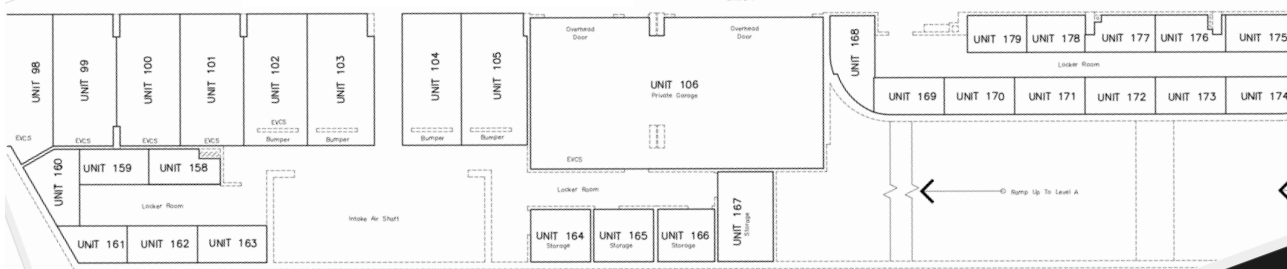 UNIT 98
EVCS
UNIT 99
EVCS
UNIT 100
EVCS
UNIT 101
EVCS
UNIT 102
EVCS
Bumper
UNIT 103
Bumper
UNIT 104
Bumper
UNIT 105
Bumper
Overhead
Door
Overhead
Door
UNIT 106
Private Garage
EVCS
UNIT 168
UNIT 179
UNIT 178
UNIT 177
UNIT 176
UNIT 175
Locker Room
UNIT 169
UNIT 170
UNIT 171
UNIT 172
UNIT 173
UNIT 174
UNIT 160
UNIT 159
UNIT 158
Locker Room
UNIT 161
UNIT 162
UNIT 163
Intake Air Shaft
Locker Room
UNIT 164
Storage
UNIT 165
Storage
UNIT 166
Storage
UNIT 167
Storage
Ramp Up To Level A